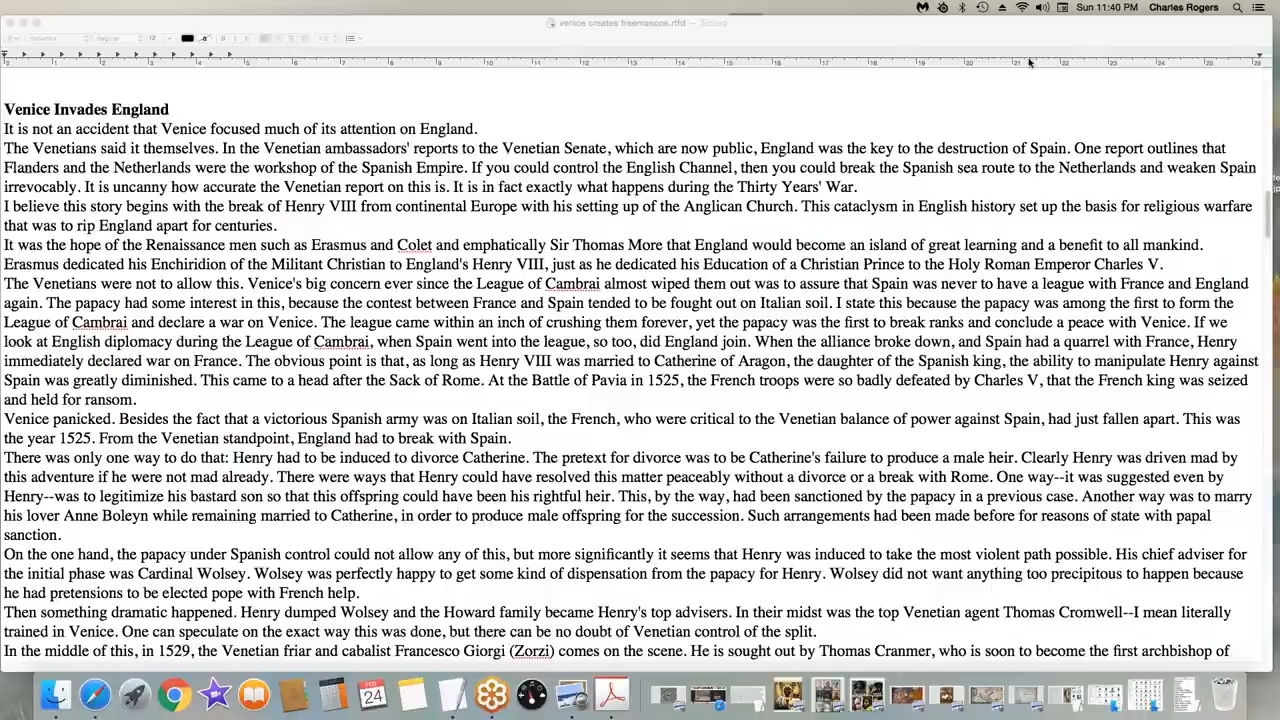 Sun 11:40 PM Charles Rogers
venice creates freemasons.rtfd — Edited
Regular 12
0 1 2 3 4 5 6 7 8 9 10 11 12 13 14 15 16 17 18 19 20 21 22 23 24 25 26
Venice Invades England
It is not an accident that Venice focused much of its attention on England.
The Venetians said it themselves. In the Venetian ambassadors' reports to the Venetian Senate, which are now public, England was the key to the destruction of Spain. One report outlines that
Flanders and the Netherlands were the workshop of the Spanish Empire. If you could control the English Channel, then you could break the Spanish sea route to the Netherlands and weaken Spain
irrevocably. It is uncanny how accurate the Venetian report on this is. It is in fact exactly what happens during the Thirty Years' War.
I believe this story begins with the break of Henry VIII from continental Europe with his setting up of the Anglican Church. This cataclysm in English history set up the basis for religious warfare
that was to rip England apart for centuries.
It was the hope of the Renaissance men such as Erasmus and Colet and emphatically Sir Thomas More that England would become an island of great learning and a benefit to all mankind.
Erasmus dedicated his Enchiridion of the Militant Christian to England's Henry VIII, just as he dedicated his Education of a Christian Prince to the Holy Roman Emperor Charles V.
The Venetians were not to allow this. Venice's big concern ever since the League of Cambrai almost wiped them out was to assure that Spain was never to have a league with France and England
again. The papacy had some interest in this, because the contest between France and Spain tended to be fought out on Italian soil. I state this because the papacy was among the first to form the
League of Cambrai and declare a war on Venice. The league came within an inch of crushing them forever, yet the papacy was the first to break ranks and conclude a peace with Venice. If we
look at English diplomacy during the League of Cambrai, when Spain went into the league, so too, did England join. When the alliance broke down, and Spain had a quarrel with France, Henry
immediately declared war on France. The obvious point is that, as long as Henry VIII was married to Catherine of Aragon, the daughter of the Spanish king, the ability to manipulate Henry against
Spain was greatly diminished. This came to a head after the Sack of Rome. At the Battle of Pavia in 1525, the French troops were so badly defeated by Charles V, that the French king was seized
and held for ransom.
Venice panicked. Besides the fact that a victorious Spanish army was on Italian soil, the French, who were critical to the Venetian balance of power against Spain, had just fallen apart. This was
the year 1525. From the Venetian standpoint, England had to break with Spain.
There was only one way to do that: Henry had to be induced to divorce Catherine. The pretext for divorce was to be Catherine's failure to produce a male heir. Clearly Henry was driven mad by
this adventure if he were not mad already. There were ways that Henry could have resolved this matter peaceably without a divorce or a break with Rome. One way--it was suggested even by
Henry--was to legitimize his bastard son so that this offspring could have been his rightful heir. This, by the way, had been sanctioned by the papacy in a previous case. Another way was to marry
his lover Anne Boleyn while remaining married to Catherine, in order to produce male offspring for the succession. Such arrangements had been made before for reasons of state with papal
sanction.
On the one hand, the papacy under Spanish control could not allow any of this, but more significantly it seems that Henry was induced to take the most violent path possible. His chief adviser for
the initial phase was Cardinal Wolsey. Wolsey was perfectly happy to get some kind of dispensation from the papacy for Henry. Wolsey did not want anything too precipitous to happen because
he had pretensions to be elected pope with French help.
Then something dramatic happened. Henry dumped Wolsey and the Howard family became Henry's top advisers. In their midst was the top Venetian agent Thomas Cromwell--I mean literally
trained in Venice. One can speculate on the exact way this was done, but there can be no doubt of Venetian control of the split.
In the middle of this, in 1529, the Venetian friar and cabalist Francesco Giorgi (Zorzi) comes on the scene. He is sought out by Thomas Cranmer, who is soon to become the first archbishop of
FEB
24